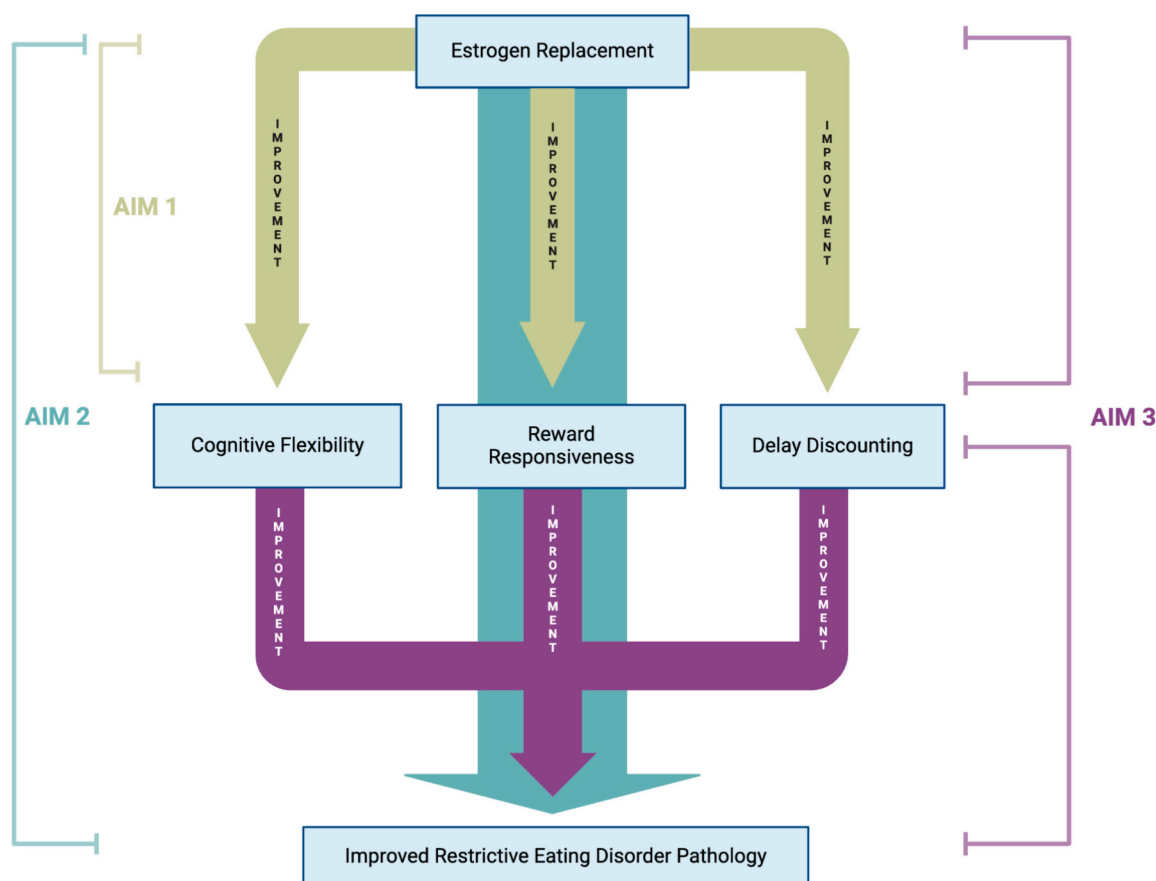 Estrogen Replacement
IMPROVEMENT
IMPROVEMENT
IMPROVEMENT
AIM 1
AIM 2
AIM 3
Cognitive Flexibility
Reward
Responsiveness
Delay Discounting
IMPROVEMENT
IMPROVEMENT
IMPROVEMENT
Improved Restrictive Eating Disorder Pathology